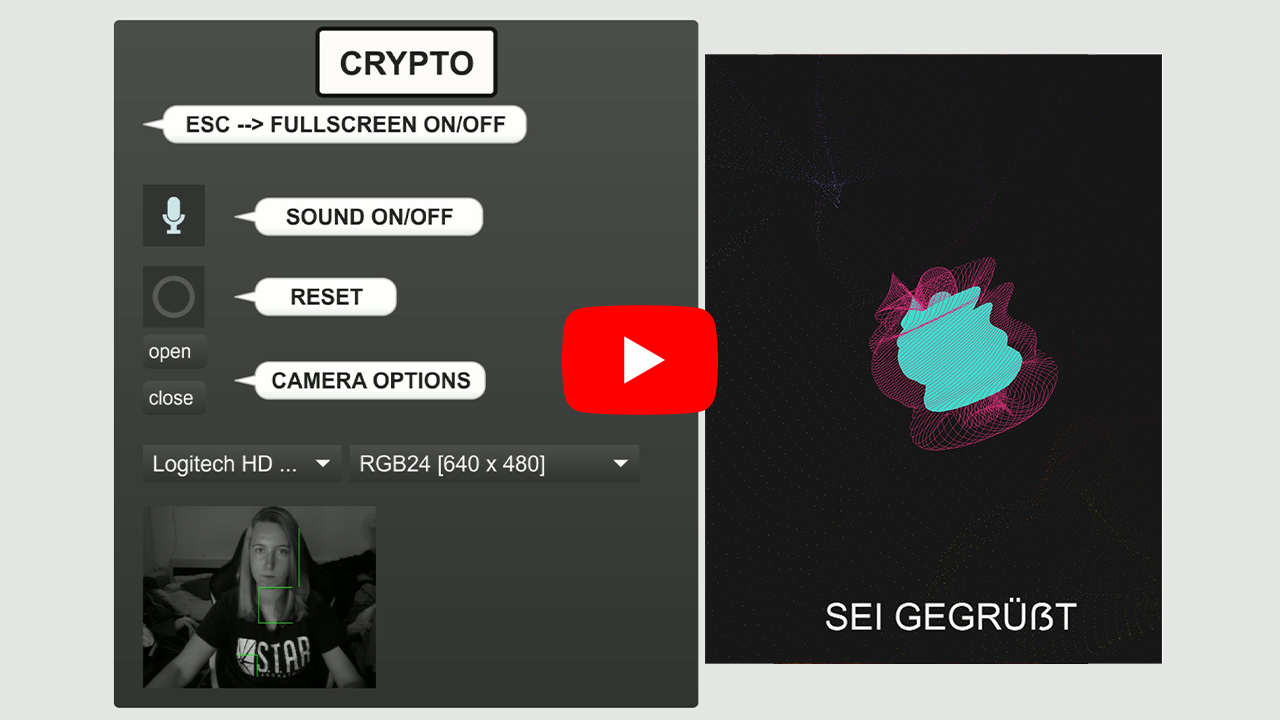 CRYPTO
ESC --> FULLSCREEN ON/OFF
SOUND ON/OFF
RESET
open
close
CAMERA OPTIONS
Logitech HD ...
RGB24 [640 x 480]
S.T.A.R.
SEI GEGRÜßT